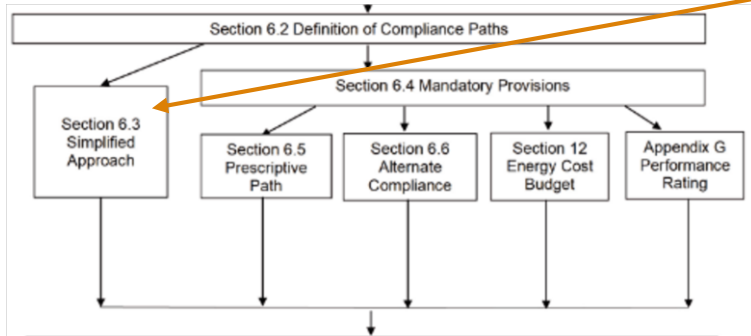 Section 6.2 Definition of Compliance Paths
Section 6.4 Mandatory Provisions
Section 6.3
Simplified
Approach
Section 6.5
Prescriptive
Path
Section 6.6
Alternate
Compliance
Section 12
Energy Cost
Budget
Appendix G
Performance
Rating